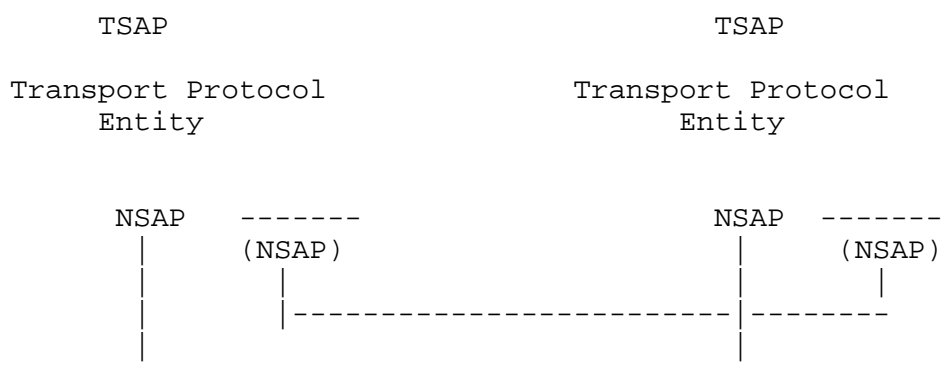 TSAP TSAP
Transport Protocol Transport Protocol
Entity Entity
NSAP ------- NSAP -------
| (NSAP) | (NSAP)
| | | |
| |-------------------------|--------
| |